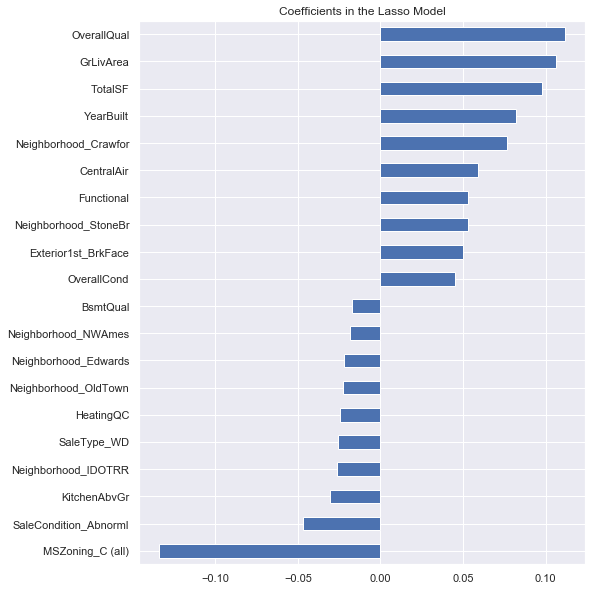 Coefficients in the Lasso Model
OverallQual
GrLivArea
TotalSF
YearBuilt
Neighborhood_Crawfor
CentralAir
Functional
Neighborhood_StoneBr
Exterior1st_BrkFace
OverallCond
BsmtQual
Neighborhood_NWAmes
Neighborhood_Edwards
Neighborhood_OldTown
HeatingQC
SaleType_WD
Neighborhood_IDOTRR
KitchenAbvGr
SaleCondition_Abnorml
MSZoning_C (all)
−0.10 −0.05 0.00 0.05 0.10